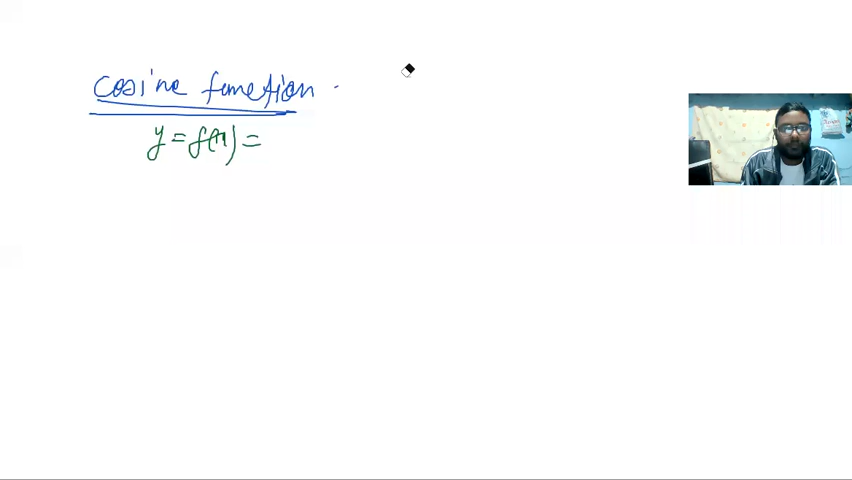 Cosine function
y = f(x) =